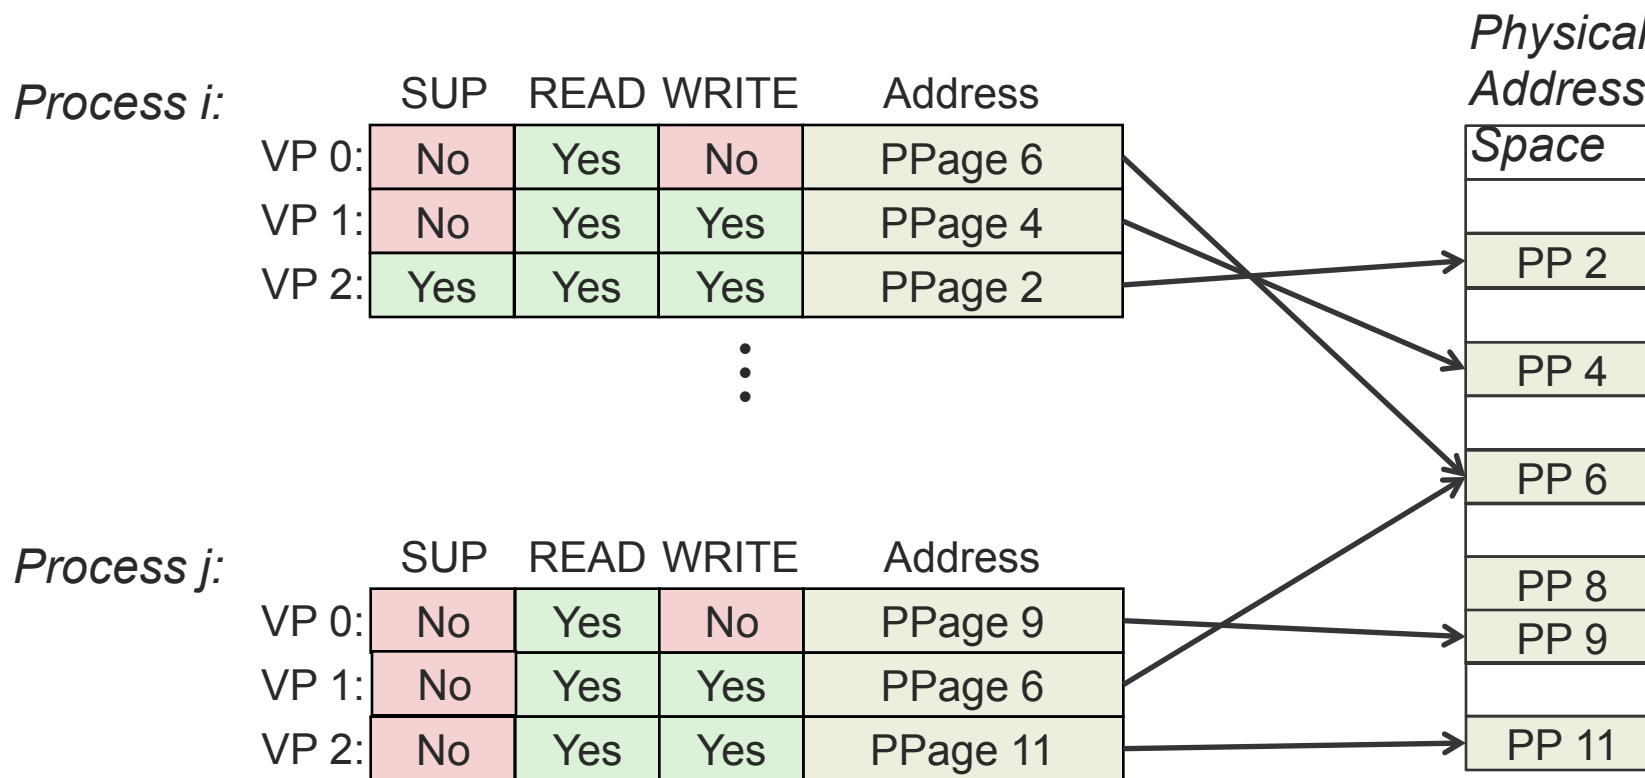 Physical
Address
Space
Process i:
SUP READ WRITE Address
VP 0: No Yes No PPage 6
VP 1: No Yes Yes PPage 4
VP 2: Yes Yes Yes PPage 2
PP 2
PP 4
PP 6
PP 8
PP 9
PP 11
Process j:
SUP READ WRITE Address
VP 0: No Yes No PPage 9
VP 1: No Yes Yes PPage 6
VP 2: No Yes Yes PPage 11